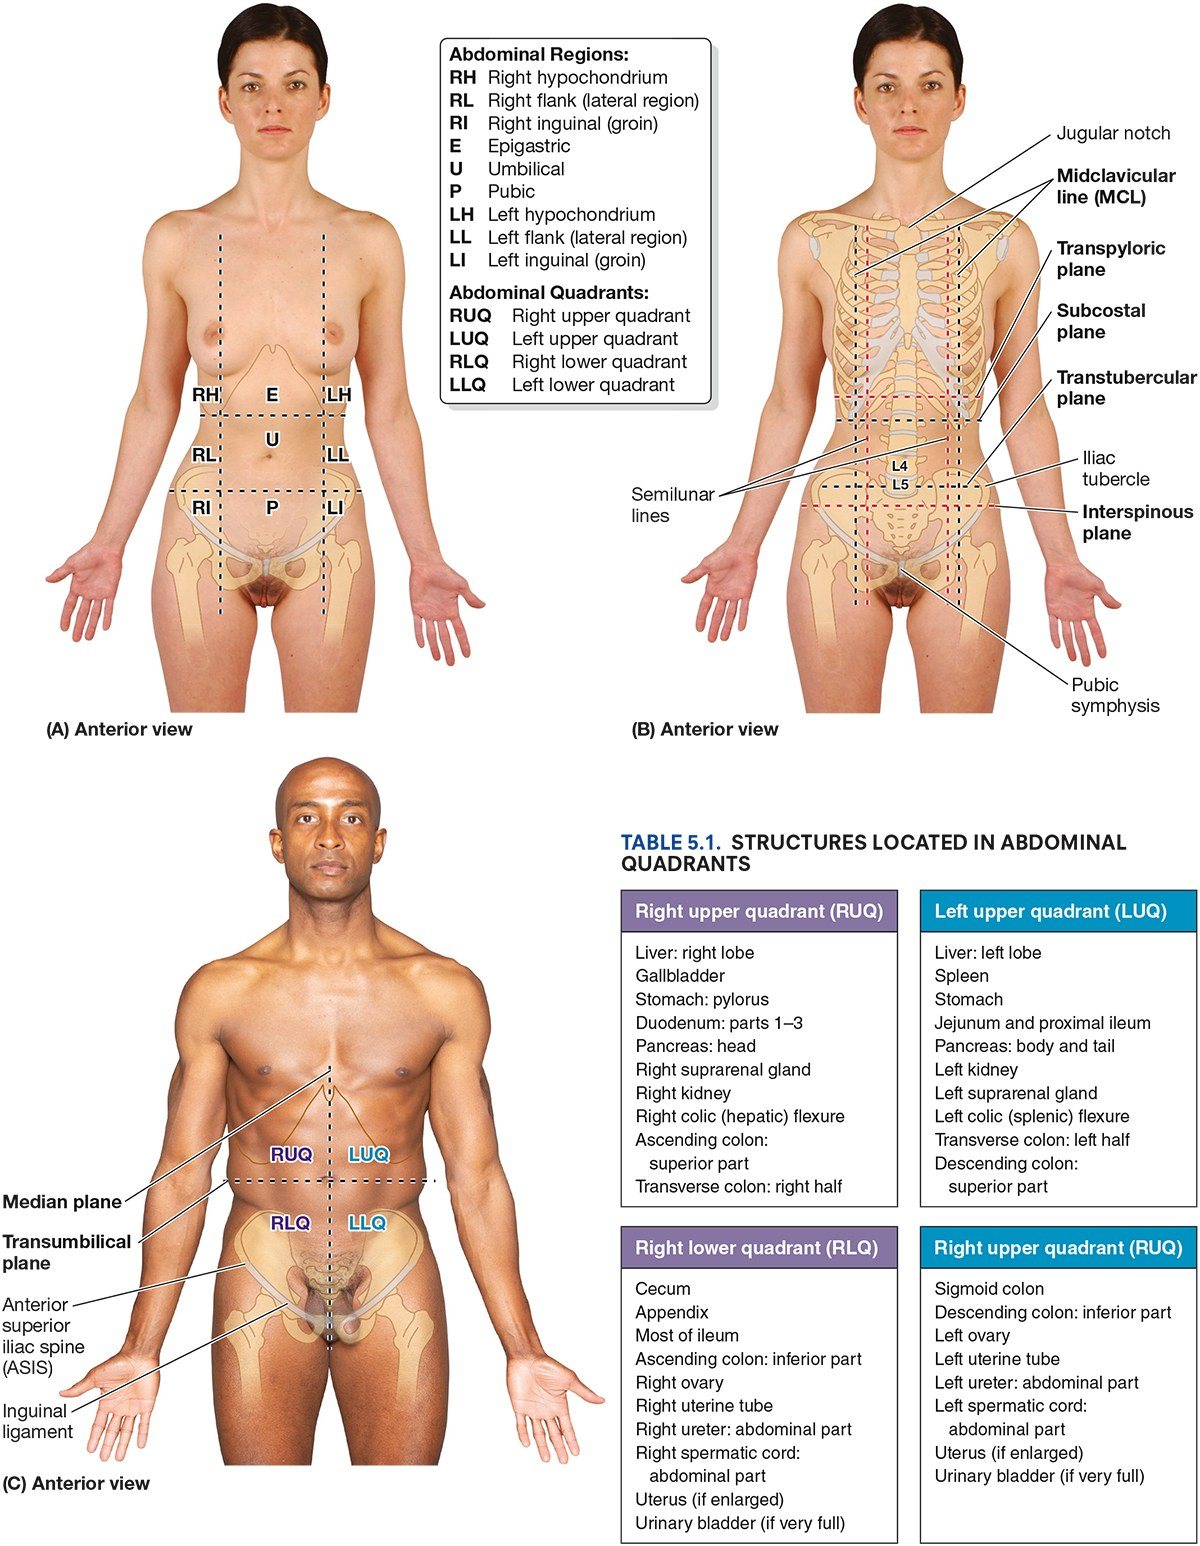 Abdominal Regions:
RH Right hypochondrium
RL Right flank (lateral region)
RI Right inguinal (groin)
E Epigastric
U Umbilical
P Pubic
LH Left hypochondrium
LL Left flank (lateral region)
LI Left inguinal (groin)
Abdominal Quadrants:
RUQ Right upper quadrant
LUQ Left upper quadrant
RLQ Right lower quadrant
LLQ Left lower quadrant
RH E LH
U
RL LL
RI P LI
(A) Anterior view
Jugular notch
Midclavicular
line (MCL)
Transpyloric
plane
Subcostal
plane
Transtubercular
plane
L4
L5
Iliac
tubercle
Semilunar
lines
Interspinous
plane
Pubic
symphysis
(B) Anterior view
RUQ LUQ
Median plane
RLQ LLQ
Transumbilical
plane
Anterior
superior
iliac spine
(ASIS)
Inguinal
ligament
(C) Anterior view
TABLE 5.1. STRUCTURES LOCATED IN ABDOMINAL
QUADRANTS
Right upper quadrant (RUQ)
Liver: right lobe
Gallbladder
Stomach: pylorus
Duodenum: parts 1–3
Pancreas: head
Right suprarenal gland
Right kidney
Right colic (hepatic) flexure
Ascending colon:
superior part
Transverse colon: right half
Left upper quadrant (LUQ)
Liver: left lobe
Spleen
Stomach
Jejunum and proximal ileum
Pancreas: body and tail
Left kidney
Left suprarenal gland
Left colic (splenic) flexure
Transverse colon: left half
Descending colon:
superior part
Right lower quadrant (RLQ)
Cecum
Appendix
Most of ileum
Ascending colon: inferior part
Right ovary
Right uterine tube
Right ureter: abdominal part
Right spermatic cord:
abdominal part
Uterus (if enlarged)
Urinary bladder (if very full)
Right upper quadrant (RUQ)
Sigmoid colon
Descending colon: inferior part
Left ovary
Left uterine tube
Left ureter: abdominal part
Left spermatic cord:
abdominal part
Uterus (if enlarged)
Urinary bladder (if very full)